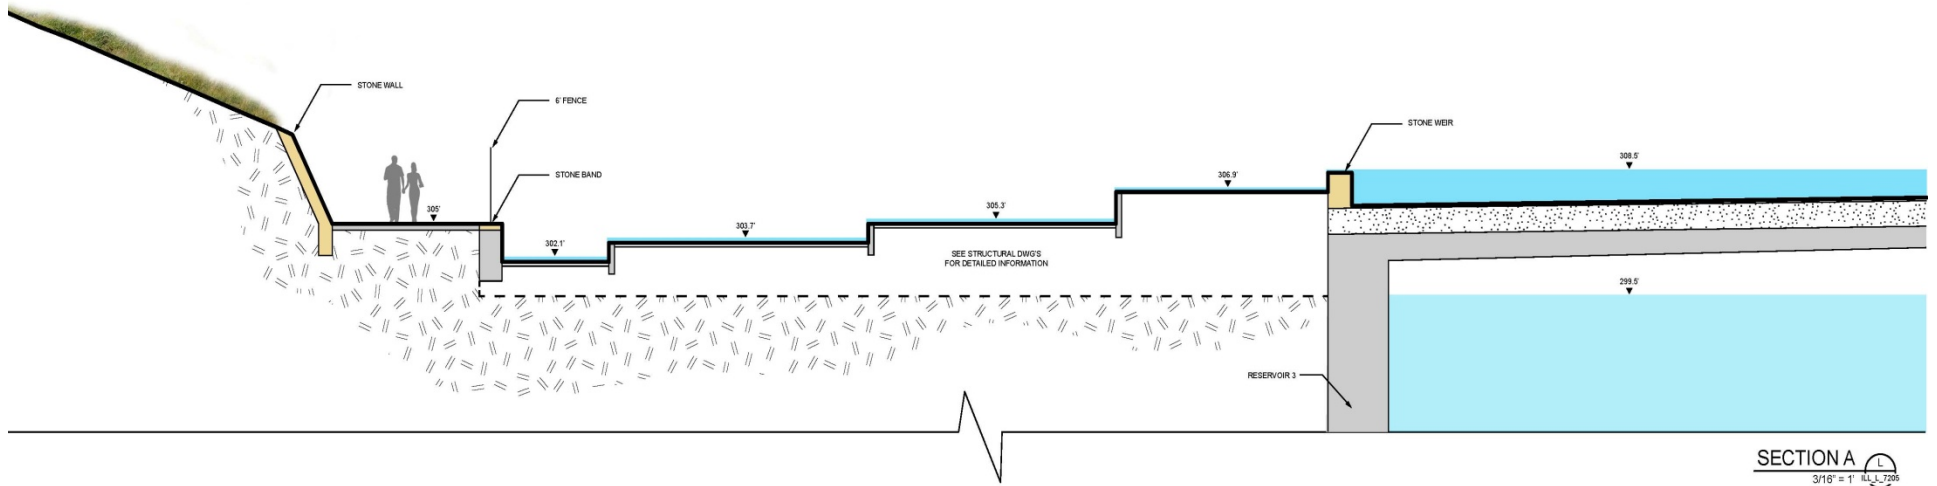 STONE WALL
6' FENCE
STONE WEIR
308.5'
STONE BAND
306.9'
305'
305.3'
303.7'
302.1'
SEE STRUCTURAL DWG'S
FOR DETAILED INFORMATION
299.5'
RESERVOIR 3
SECTION A
L
3/16" = 1'
ILL_L_7205